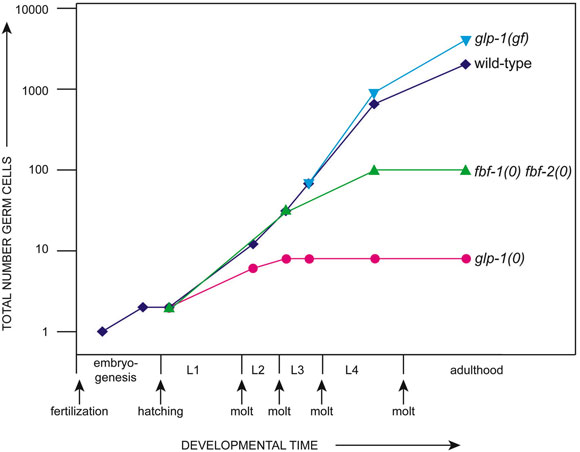 10000
1000
100
10
1
TOTAL NUMBER GERM CELLS
glp-1(gf)
wild-type
fbf-1(0) fbf-2(0)
glp-1(0)
embryo-
genesis
L1
L2
L3
L4
adulthood
fertilization
hatching
molt
molt
molt
molt
DEVELOPMENTAL TIME